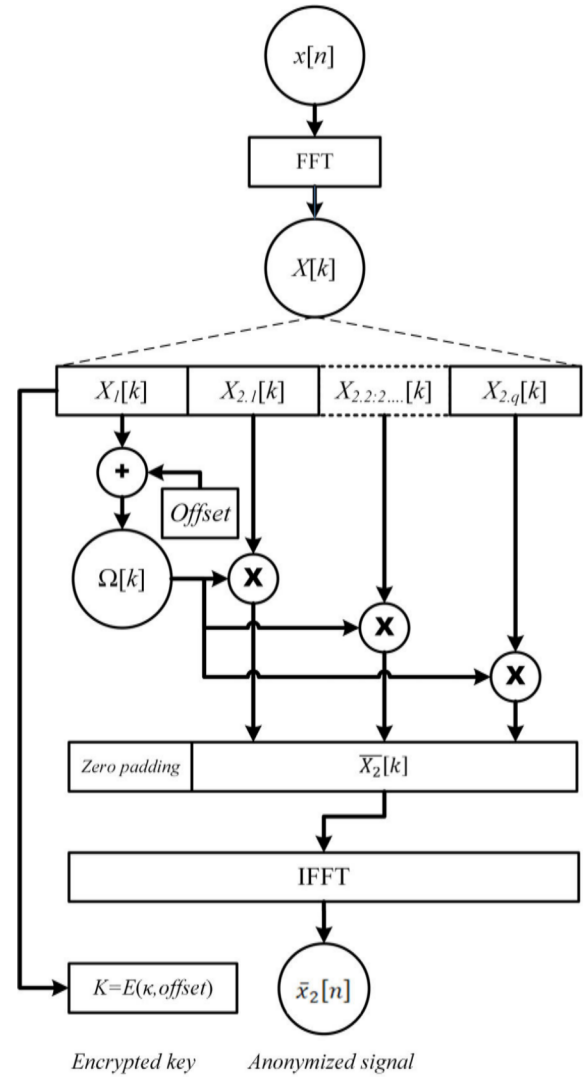 x[n]
FFT
X[k]
X₁[k] X₂.₁[k] X₂.₂:₂....[k] X₂.q[k]
+
Offset
Ω[k] X
X
X
Zero padding X̅₂[k]
IFFT
K=E(κ,offset) x̄₂[n]
Encrypted key Anonymized signal